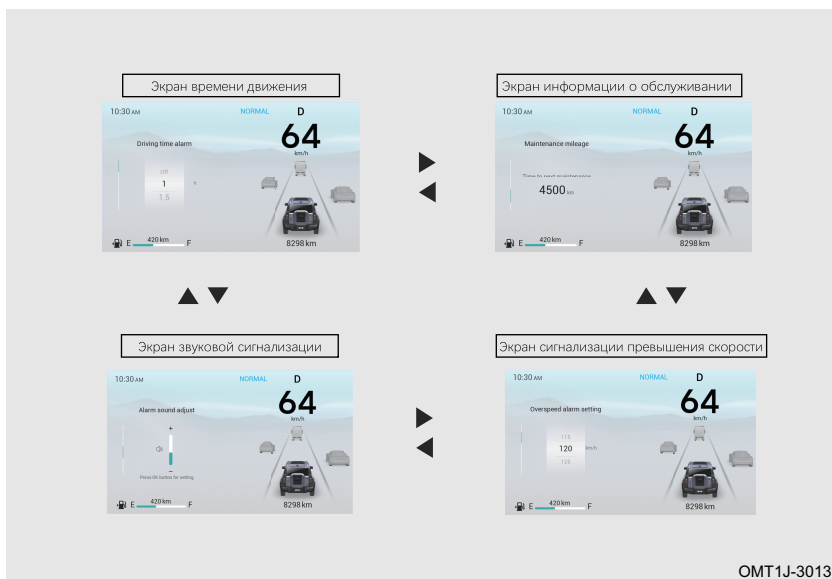 Экран времени движения
10:30 AM NORMAL D
64
km/h
Driving time alarm
Off
1 h
1.5
E 420 km F 8298 km
Экран информации о обслуживании
10:30 AM NORMAL D
64
km/h
Maintenance mileage
Time to next maintenance
4500 km
E 420 km F 8298 km
Экран звуковой сигнализации
10:30 AM NORMAL D
64
km/h
Alarm sound adjust
+
−
Press OK button for setting
E 420 km F 8298 km
Экран сигнализации превышения скорости
10:30 AM NORMAL D
64
km/h
Overspeed alarm setting
115
120 km/h
125
E 420 km F 8298 km
OMT1J-3013